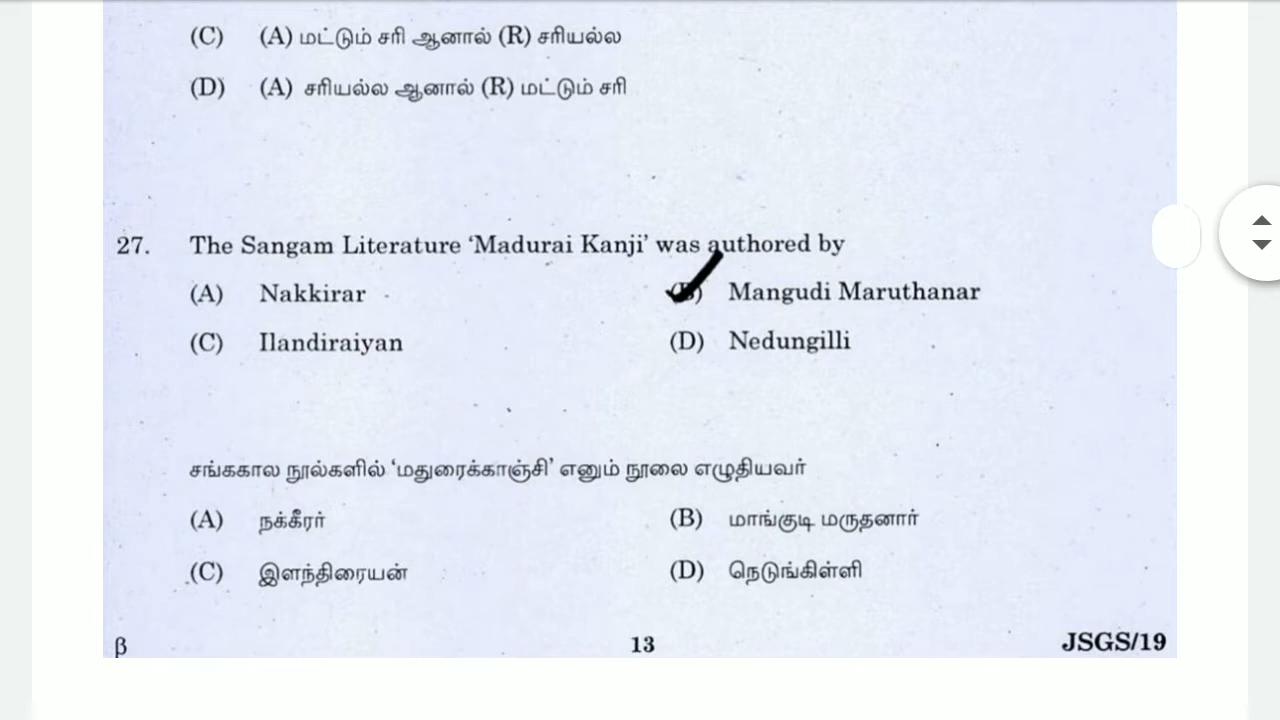 (C) (A) மட்டும் சரி ஆனால் (R) சரியல்ல
(D) (A) சரியல்ல ஆனால் (R) மட்டும் சரி
27. The Sangam Literature ‘Madurai Kanji’ was authored by
(A) Nakkirar (B) Mangudi Maruthanar
(C) Ilandiraiyan (D) Nedungilli
சங்ககால நூல்களில் ‘மதுரைக்காஞ்சி’ எனும் நூலை எழுதியவர்
(A) நக்கீரர் (B) மாங்குடி மருதனார்
(C) இளந்திரையன் (D) நெடுங்கிள்ளி
β 13 JSGS/19